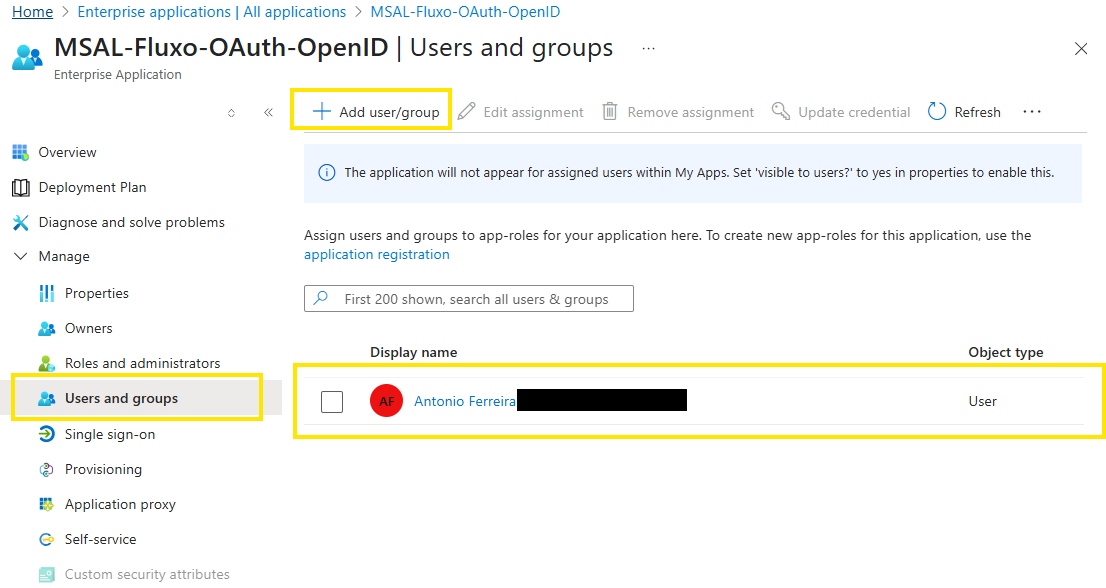 Home > Enterprise applications | All applications > MSAL-Fluxo-OAuth-OpenID
MSAL-Fluxo-OAuth-OpenID | Users and groups ...
Enterprise Application
Add user/group Edit assignment Remove assignment Update credential Refresh ...
Overview
Deployment Plan
Diagnose and solve problems
Manage
Properties
Owners
Roles and administrators
Users and groups
Single sign-on
Provisioning
Application proxy
Self-service
Custom security attributes
The application will not appear for assigned users within My Apps. Set 'visible to users?' to yes in properties to enable this.
Assign users and groups to app-roles for your application here. To create new app-roles for this application, use the
application registration
First 200 shown, search all users & groups
Display name Object type
AF Antonio Ferreira User